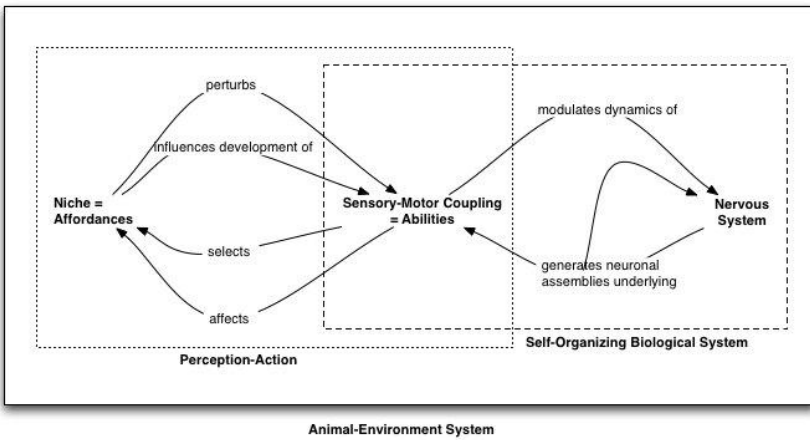 perturbs
modulates dynamics of
influences development of
Niche =
Affordances
Sensory-Motor Coupling
= Abilities
Nervous
System
selects
generates neuronal
assemblies underlying
affects
Self-Organizing Biological System
Perception-Action
Animal-Environment System